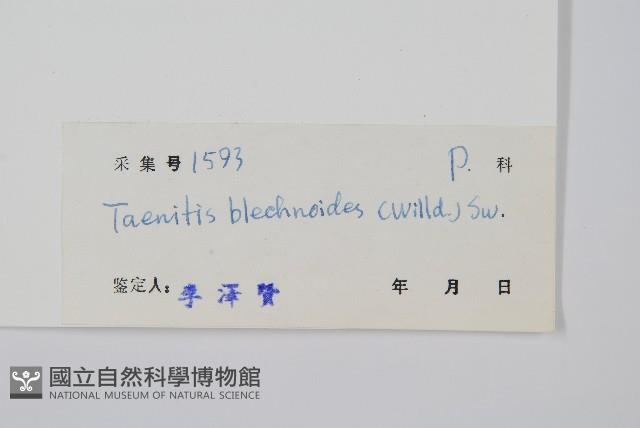 采集号 1593 P. 科
Taenitis blechnoides (Willd.) Sw.
鉴定人: 李泽贤 年 月 日
國立自然科學博物館
NATIONAL MUSEUM OF NATURAL SCIENCE